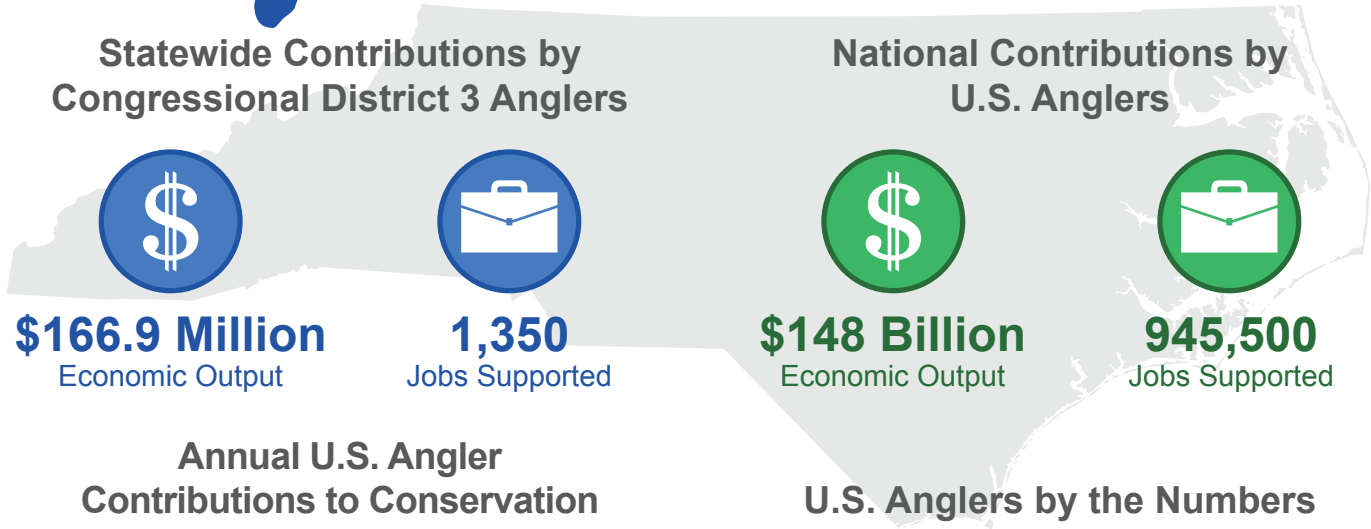 Statewide Contributions by
Congressional District 3 Anglers
$166.9 Million
Economic Output
1,350
Jobs Supported
National Contributions by
U.S. Anglers
$148 Billion
Economic Output
945,500
Jobs Supported
Annual U.S. Angler
Contributions to Conservation
U.S. Anglers by the Numbers